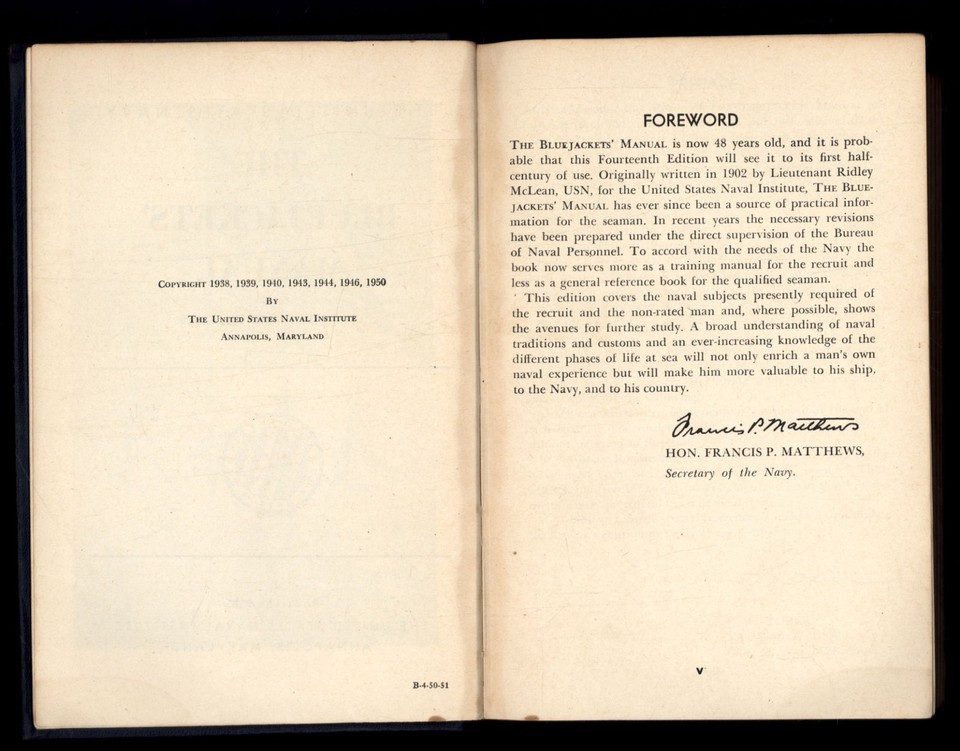 COPYRIGHT 1938, 1939, 1940, 1943, 1944, 1946, 1950
BY
THE UNITED STATES NAVAL INSTITUTE
ANNAPOLIS, MARYLAND
B-4-50-51
FOREWORD
THE BLUEJACKETS' MANUAL is now 48 years old, and it is prob-
able that this Fourteenth Edition will see it to its first half-
century of use. Originally written in 1902 by Lieutenant Ridley
McLean, USN, for the United States Naval Institute, THE BLUE-
JACKETS' MANUAL has ever since been a source of practical infor-
mation for the seaman. In recent years the necessary revisions
have been prepared under the direct supervision of the Bureau
of Naval Personnel. To accord with the needs of the Navy the
book now serves more as a training manual for the recruit and
less as a general reference book for the qualified seaman.
This edition covers the naval subjects presently required of
the recruit and the non-rated man and, where possible, shows
the avenues for further study. A broad understanding of naval
traditions and customs and an ever-increasing knowledge of the
different phases of life at sea will not only enrich a man's own
naval experience but will make him more valuable to his ship,
to the Navy, and to his country.
Francis P. Matthews
HON. FRANCIS P. MATTHEWS,
Secretary of the Navy.
v